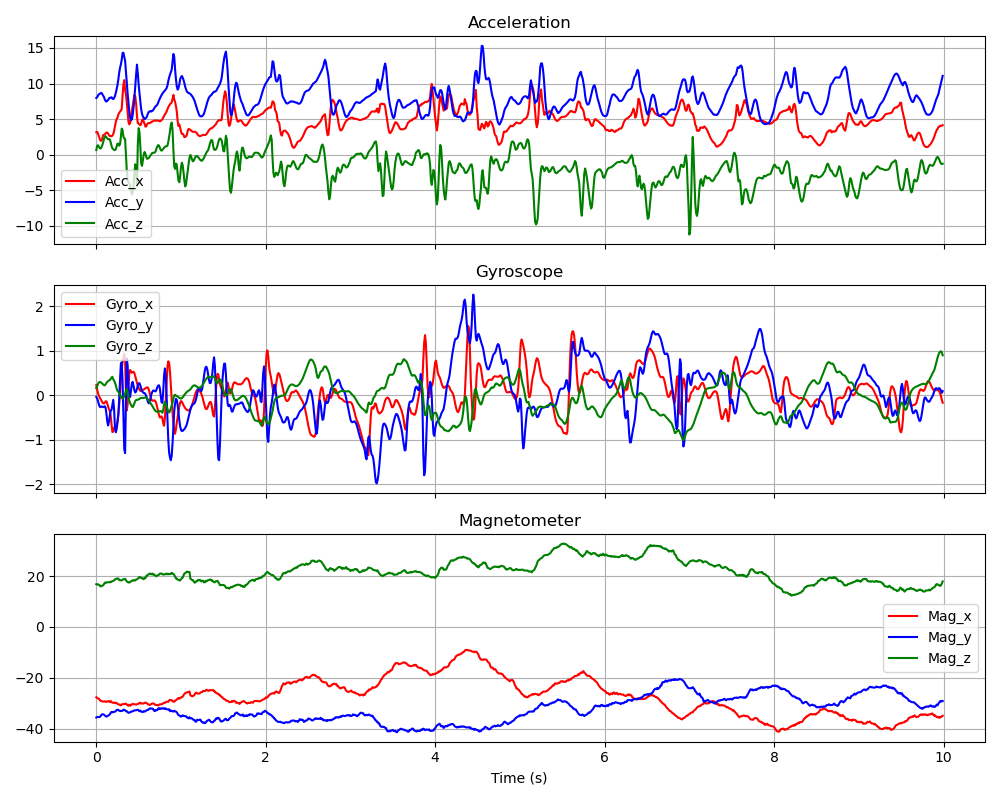 Acceleration
15
10
5
0
−5
−10
Acc_x
Acc_y
Acc_z
Gyroscope
2
1
0
−1
−2
Gyro_x
Gyro_y
Gyro_z
Magnetometer
20
0
−20
−40
Mag_x
Mag_y
Mag_z
0 2 4 6 8 10
Time (s)